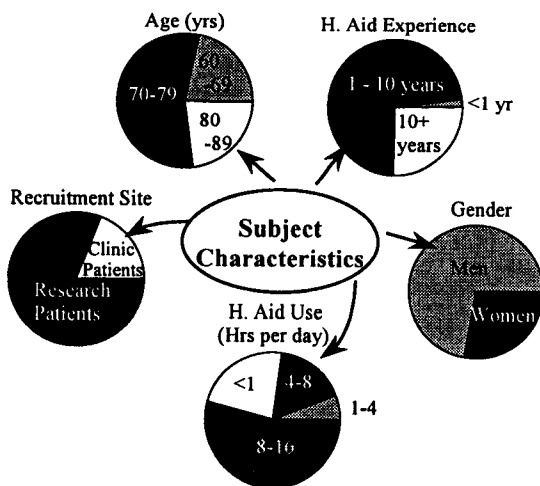 Age (yrs)
70-79
60
-69
80
-89
H. Aid Experience
1 - 10 years
<1 yr
10+
years
Recruitment Site
Clinic
Patients
Research
Patients
Subject
Characteristics
Gender
Men
Women
H. Aid Use
(Hrs per day)
<1
4-8
1-4
8-16